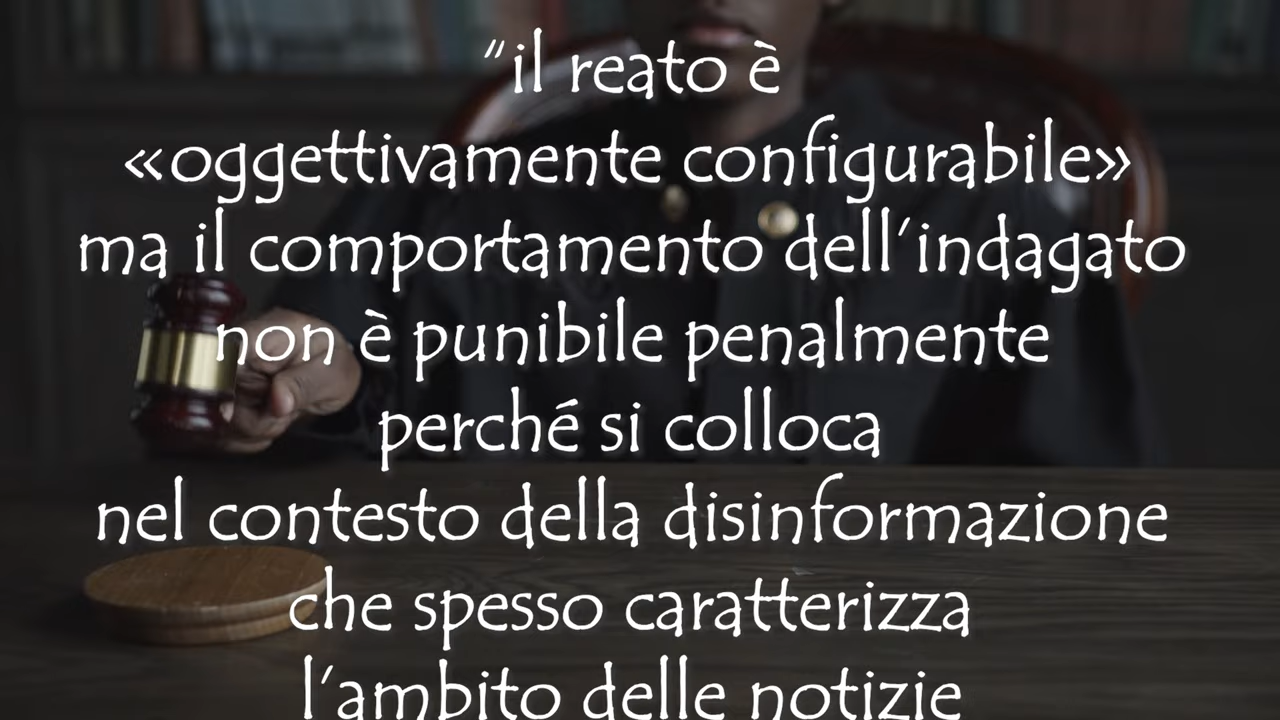 “il reato è
«oggettivamente configurabile»
ma il comportamento dell’indagato
non è punibile penalmente
perché si colloca
nel contesto della disinformazione
che spesso caratterizza
l’ambito delle notizie